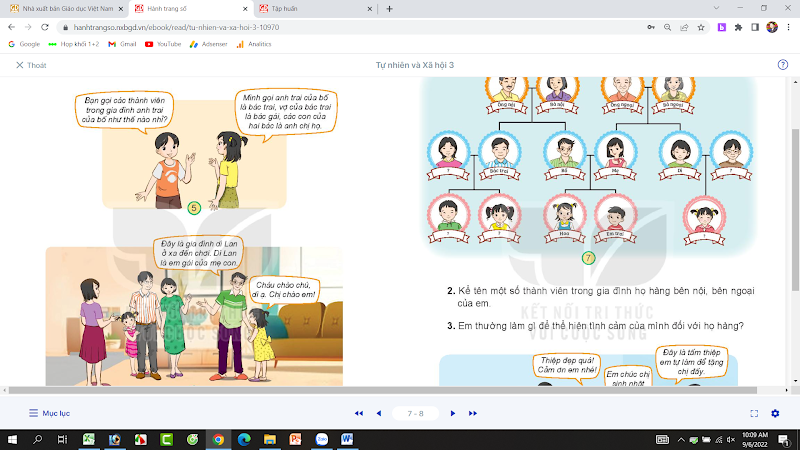 Nhà xuất bản Giáo dục Việt Nam
Hành trang số
Tập huấn
hanhtrangso.nxbgd.vn/ebook/read/tu-nhien-va-xa-hoi-3-10970
Google
Họp khối 1+2
Gmail
YouTube
Adsensen
Analitics
Thoát
Tự nhiên và Xã hội 3
Bạn gọi các thành viên
trong gia đình anh trai
của bố như thế nào nhỉ?
Mình gọi anh trai của bố
là bác trai, vợ của bác trai
là bác gái, các con của
hai bác là anh chị họ.
5
Đây là gia đình dì Lan
ở xa đến chơi. Dì Lan
là em gái của mẹ con.
Cháu chào chú,
dì ạ. Chị chào em!
Ông nội
Bà nội
Ông ngoại
Bà ngoại
?
Bác trai
Bố
Mẹ
Dì
?
?
?
Hoa
Em trai
?
7
2. Kể tên một số thành viên trong gia đình họ hàng bên nội, bên ngoại
của em.
3. Em thường làm gì để thể hiện tình cảm của mình đối với họ hàng?
KẾT NỐI TRI THỨC
VỚI CUỘC SỐNG
Thiệp đẹp quá!
Cảm ơn em nhé!
Em chúc chị
sinh nhật
Đây là tấm thiệp
em tự làm để tặng
chị đấy.
Mục lục
7 - 8
10:09 AM
9/6/2022